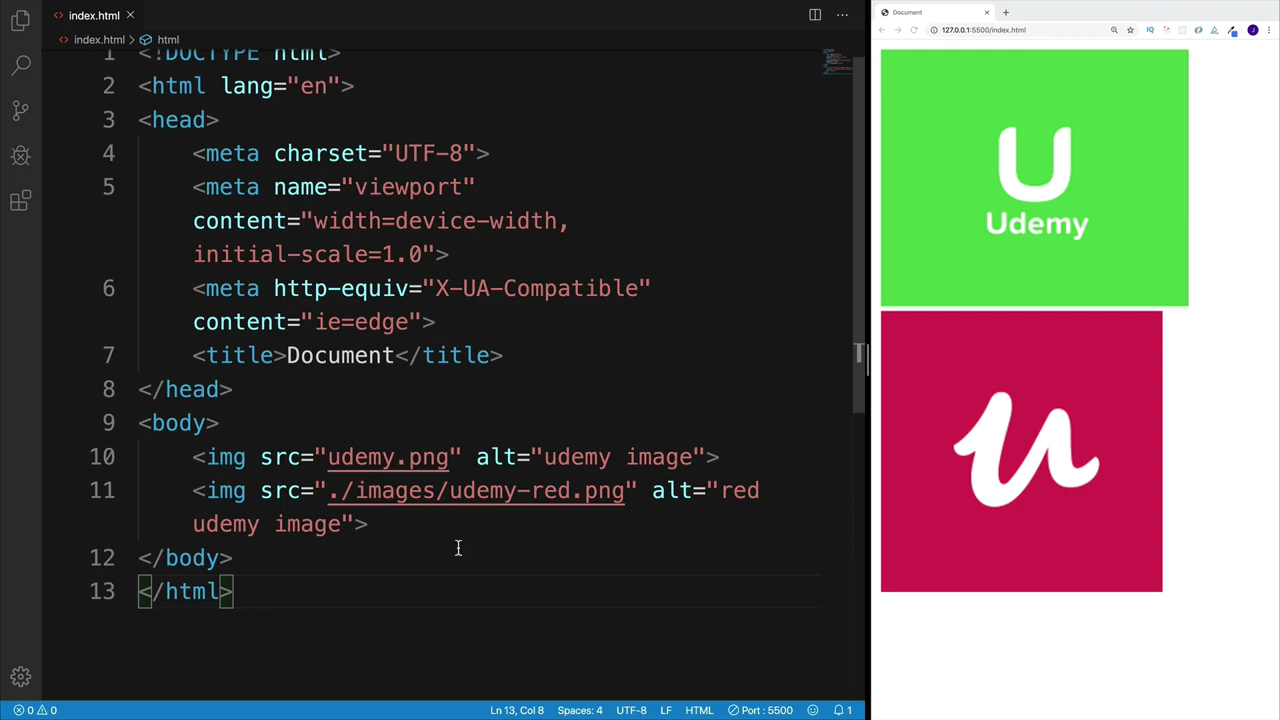 index.html
index.html
html
1 <!DOCTYPE html>
2 <html lang="en">
3 <head>
4 <meta charset="UTF-8">
5 <meta name="viewport"
content="width=device-width,
initial-scale=1.0">
6 <meta http-equiv="X-UA-Compatible"
content="ie=edge">
7 <title>Document</title>
8 </head>
9 <body>
10 <img src="udemy.png" alt="udemy image">
11 <img src="./images/udemy-red.png" alt="red
udemy image">
12 </body>
13 </html>
0 0
Ln 13, Col 8 Spaces: 4 UTF-8 LF HTML Port : 5500 1
Document
127.0.0.1:5500/index.html
IQ
J
U
Udemy
u